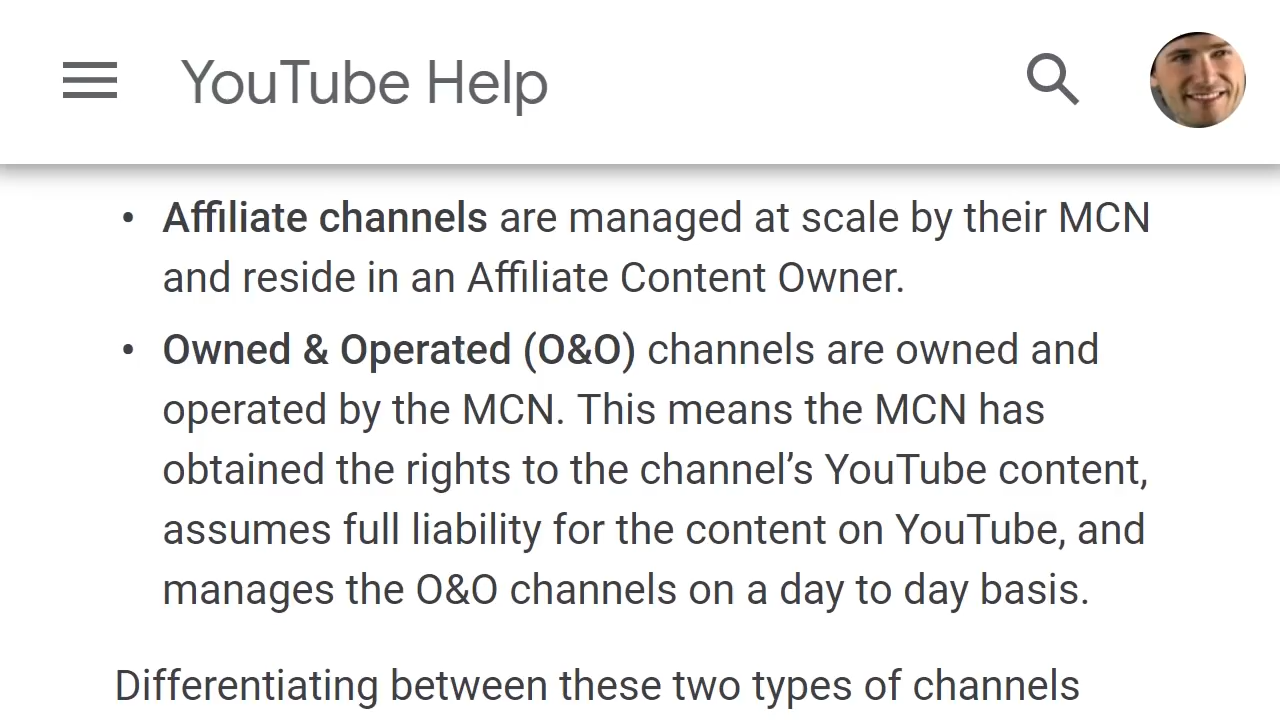 YouTube Help
• Affiliate channels are managed at scale by their MCN
and reside in an Affiliate Content Owner.
• Owned & Operated (O&O) channels are owned and
operated by the MCN. This means the MCN has
obtained the rights to the channel’s YouTube content,
assumes full liability for the content on YouTube, and
manages the O&O channels on a day to day basis.
Differentiating between these two types of channels